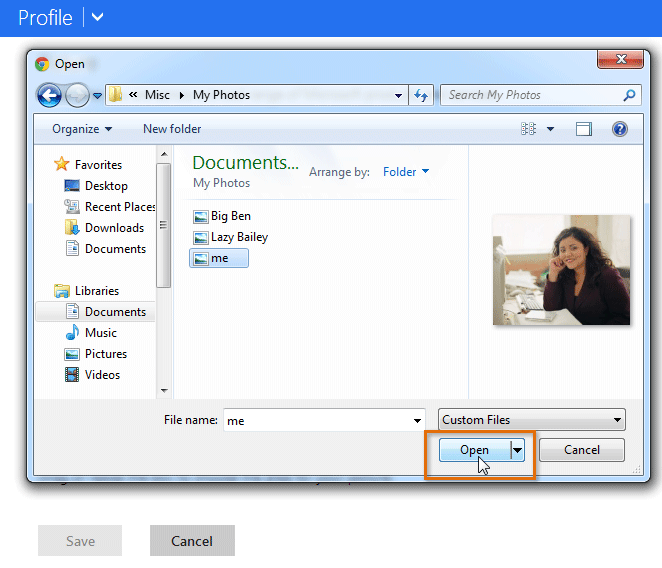 Profile
Open
« Misc ▸ My Photos
Search My Photos
Organize
New folder
Favorites
Desktop
Recent Places
Downloads
Documents
Libraries
Documents
Music
Pictures
Videos
Documents...
My Photos
Arrange by: Folder
Big Ben
Lazy Bailey
me
File name: me
Custom Files
Open
Cancel
Save
Cancel